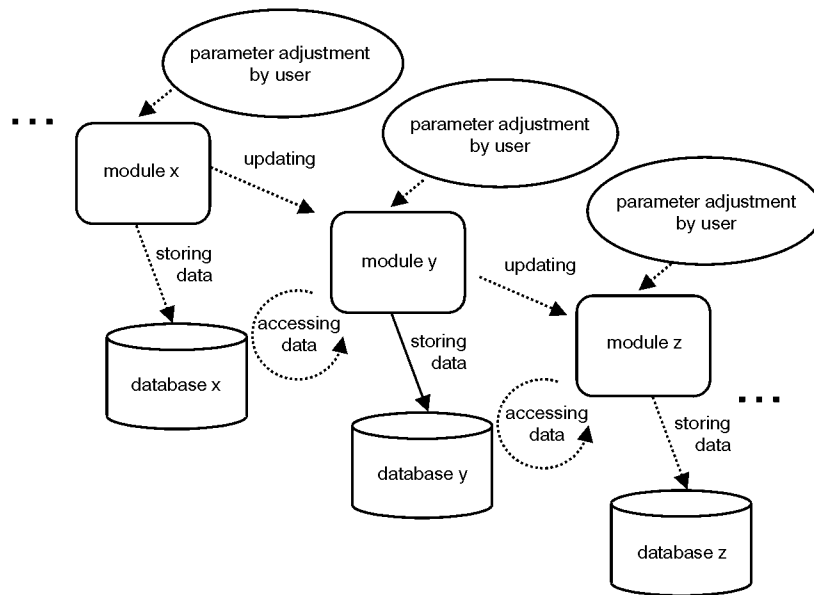 parameter adjustment
by user
...
module x
updating
parameter adjustment
by user
storing
data
module y
parameter adjustment
by user
updating
accessing
data
database x
storing
data
module z
...
accessing
data
database y
storing
data
database z